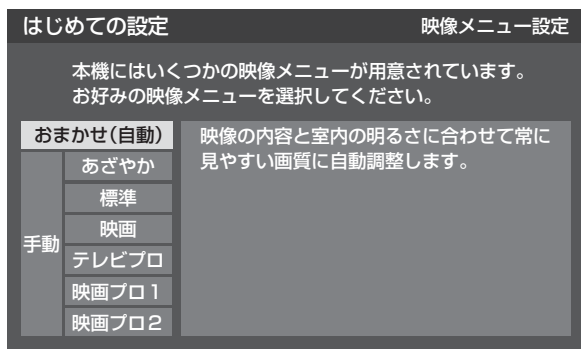 はじめての設定
映像メニュー設定
本機にはいくつかの映像メニューが用意されています。
お好みの映像メニューを選択してください。
おまかせ(自動)
手動
あざやか
標準
映画
テレビプロ
映画プロ1
映画プロ2
映像の内容と室内の明るさに合わせて常に
見やすい画質に自動調整します。